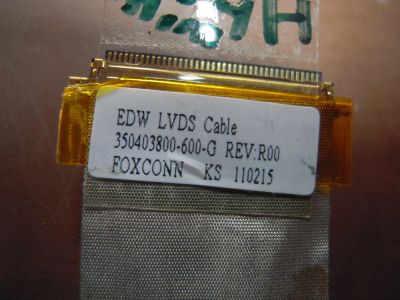 EDW LVDS Cable
350403800-600-G REV:R00
FOXCONN KS 110215